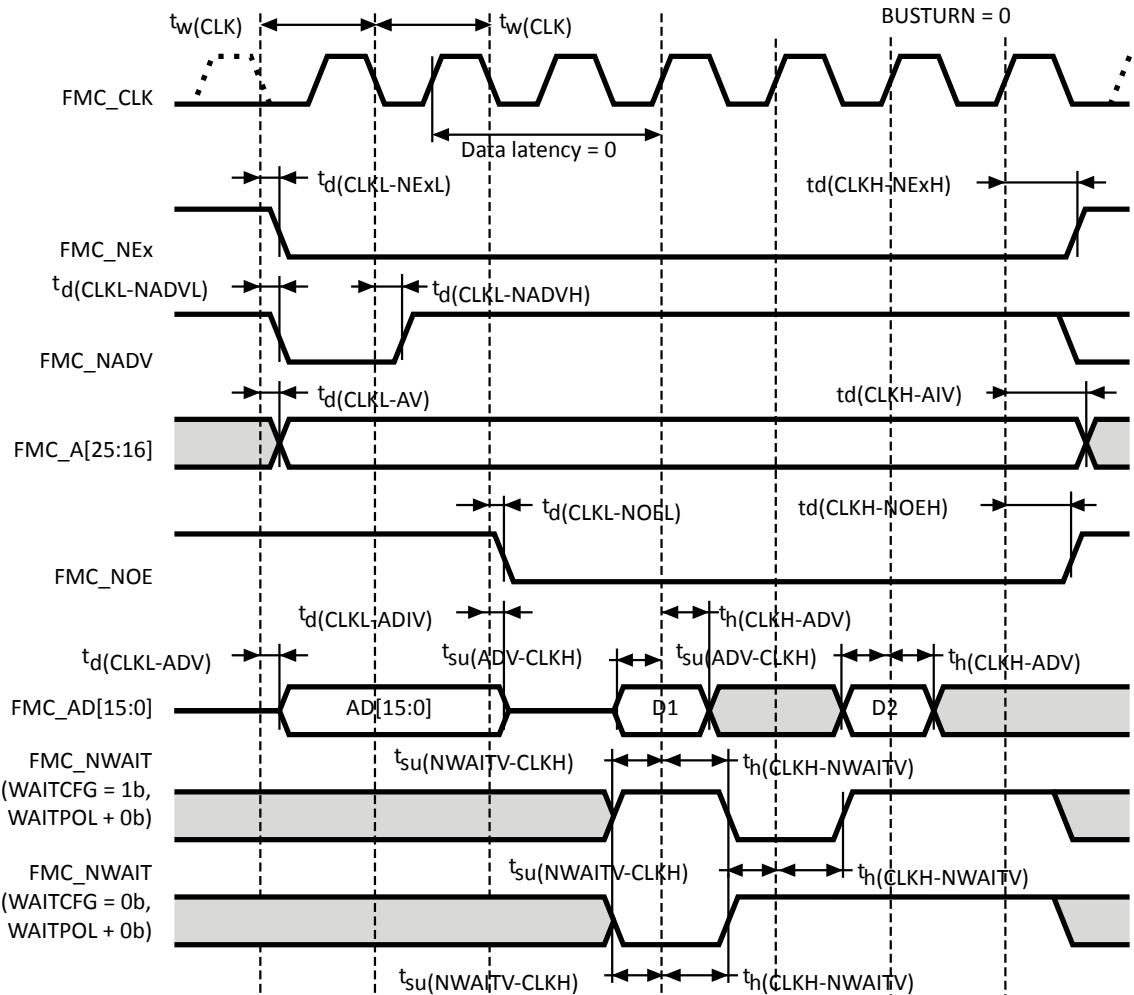 tw(CLK) tw(CLK) BUSTURN = 0
FMC_CLK
Data latency = 0
td(CLKL-NExL) td(CLKH-NExH)
FMC_NEx
td(CLKL-NADVL) td(CLKL-NADVH)
FMC_NADV
td(CLKL-AV) td(CLKH-AIV)
FMC_A[25:16]
td(CLKL-NOEL) td(CLKH-NOEH)
FMC_NOE
td(CLKL-ADIV) th(CLKH-ADV)
td(CLKL-ADV) tsu(ADV-CLKH) tsu(ADV-CLKH) th(CLKH-ADV)
FMC_AD[15:0] AD[15:0] D1 D2
FMC_NWAIT
(WAITCFG = 1b,
WAITPOL + 0b)
tsu(NWAITV-CLKH) th(CLKH-NWAITV)
tsu(NWAITV-CLKH) th(CLKH-NWAITV)
FMC_NWAIT
(WAITCFG = 0b,
WAITPOL + 0b)
tsu(NWAITV-CLKH) th(CLKH-NWAITV)